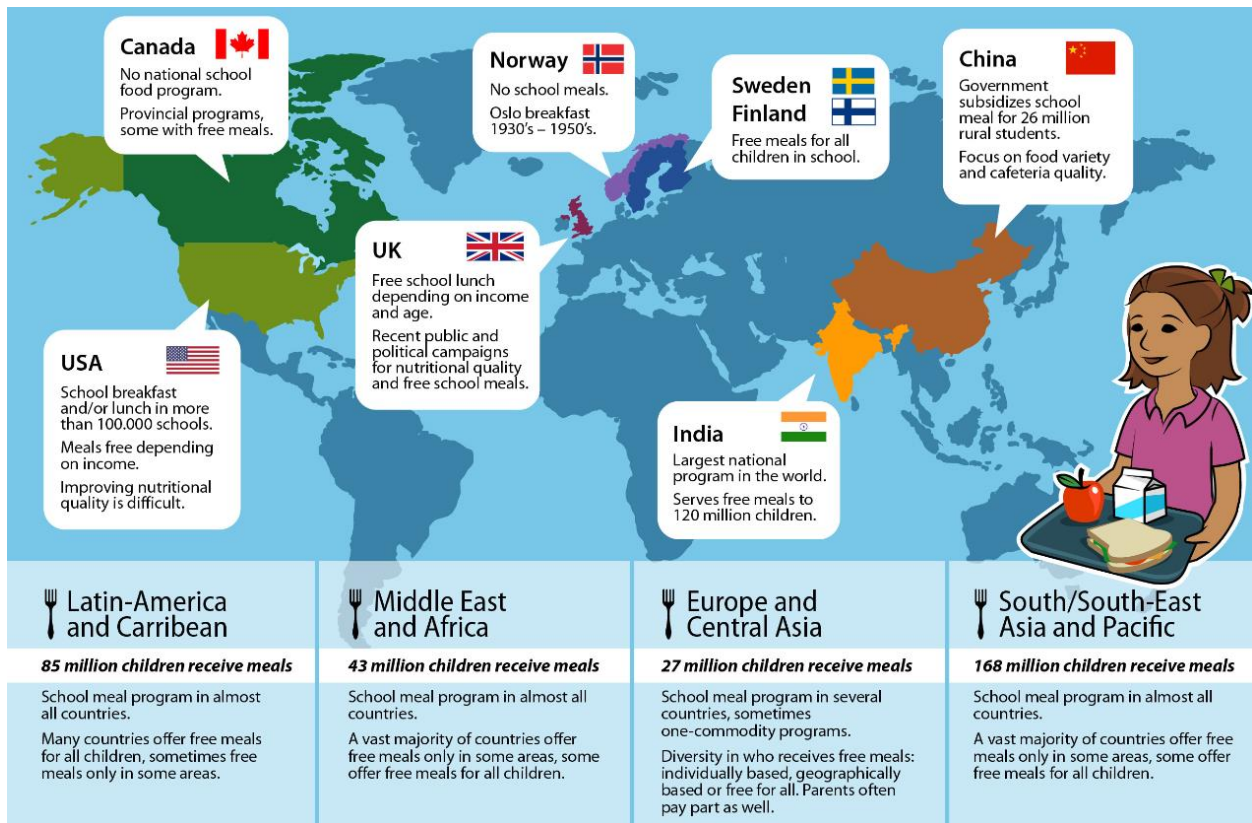 Canada
No national school
food program.
Provincial programs,
some with free meals.
Norway
No school meals.
Oslo breakfast
1930's – 1950's.
Sweden
Finland
Free meals for all
children in school.
China
Government
subsidizes school
meal for 26 million
rural students.
Focus on food variety
and cafeteria quality.
UK
Free school lunch
depending on income
and age.
Recent public and
political campaigns
for nutritional quality
and free school meals.
USA
School breakfast
and/or lunch in more
than 100.000 schools.
Meals free depending
on income.
Improving nutritional
quality is difficult.
India
Largest national
program in the world.
Serves free meals to
120 million children.
Latin-America
and Carribean
85 million children receive meals
School meal program in almost
all countries.
Many countries offer free meals
for all children, sometimes free
meals only in some areas.
Middle East
and Africa
43 million children receive meals
School meal program in almost all
countries.
A vast majority of countries offer
free meals only in some areas, some
offer free meals for all children.
Europe and
Central Asia
27 million children receive meals
School meal program in several
countries, sometimes
one-commodity programs.
Diversity in who receives free meals:
individually based, geographically
based or free for all. Parents often
pay part as well.
South/South-East
Asia and Pacific
168 million children receive meals
School meal program in almost all
countries.
A vast majority of countries offer free
meals only in some areas, some offer
free meals for all children.